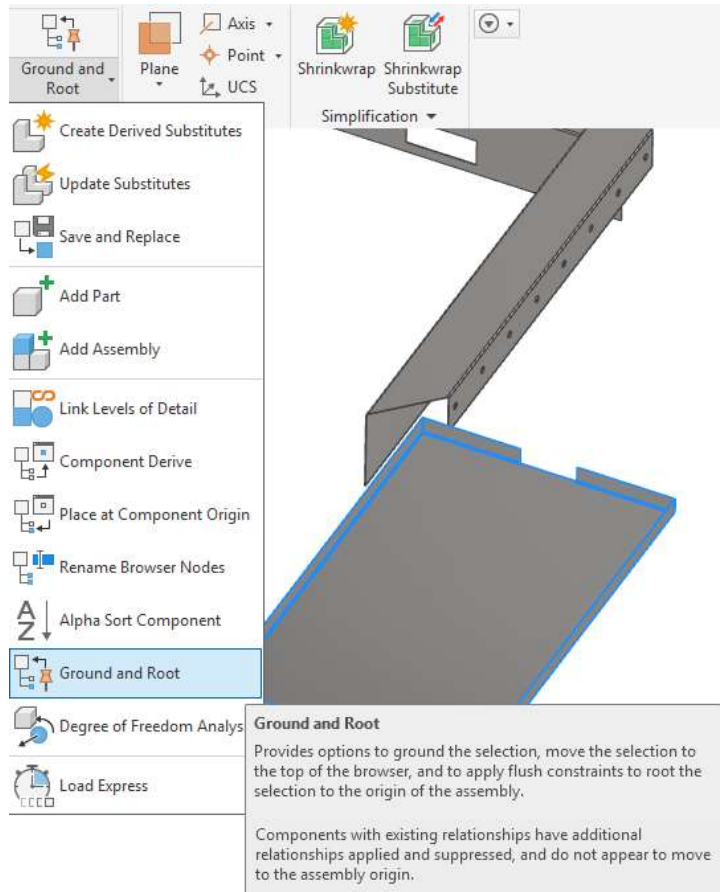 Ground and
Root
Plane
Axis
Point
UCS
Shrinkwrap
Shrinkwrap
Substitute
Simplification
Create Derived Substitutes
Update Substitutes
Save and Replace
Add Part
Add Assembly
Link Levels of Detail
Component Derive
Place at Component Origin
Rename Browser Nodes
A
Z
Alpha Sort Component
Ground and Root
Degree of Freedom Analys
Load Express
Ground and Root
Provides options to ground the selection, move the selection to
the top of the browser, and to apply flush constraints to root the
selection to the origin of the assembly.
Components with existing relationships have additional
relationships applied and suppressed, and do not appear to move
to the assembly origin.